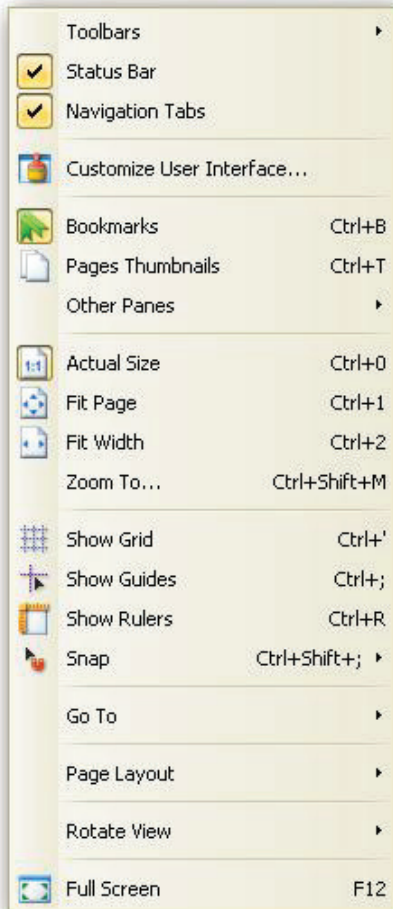 Toolbars
Status Bar
Navigation Tabs
Customize User Interface...
Bookmarks Ctrl+B
Pages Thumbnails Ctrl+T
Other Panes
1:1 Actual Size Ctrl+0
Fit Page Ctrl+1
Fit Width Ctrl+2
Zoom To... Ctrl+Shift+M
Show Grid Ctrl+'
Show Guides Ctrl+;
Show Rulers Ctrl+R
Snap Ctrl+Shift+;
Go To
Page Layout
Rotate View
Full Screen F12